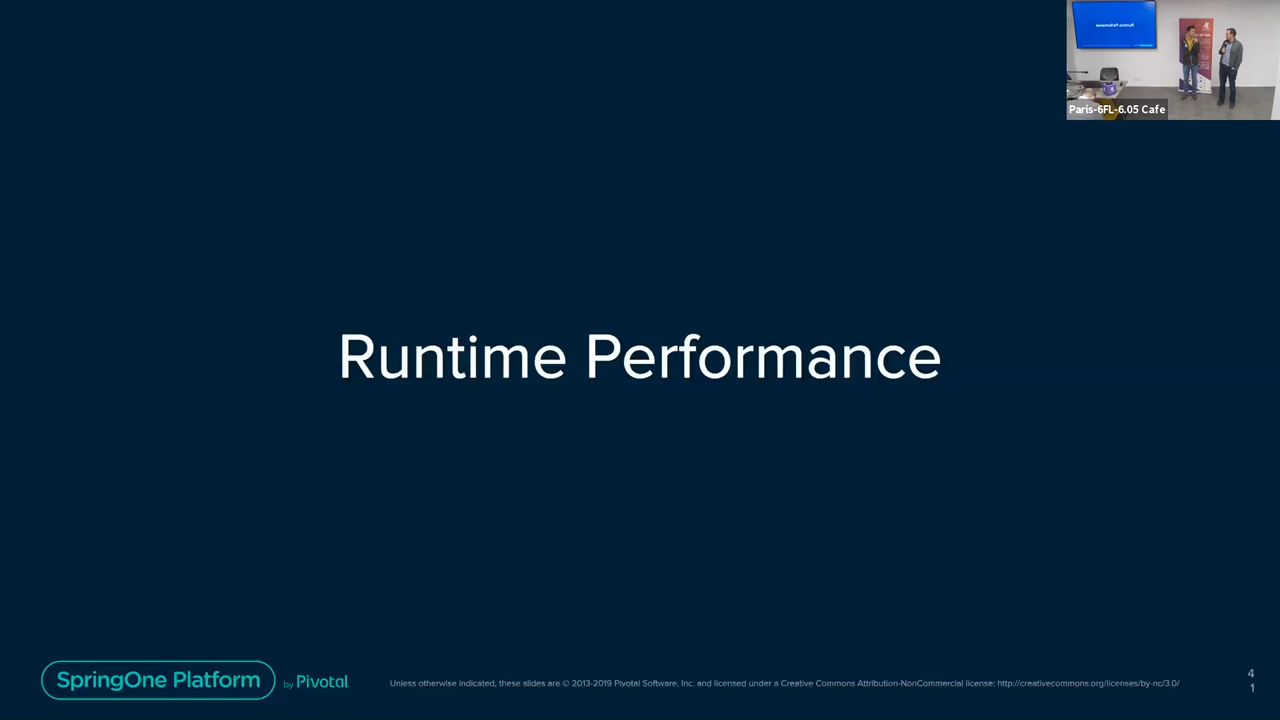 Paris-6FL-6.05 Cafe
Runtime Performance
SpringOne Platform
by Pivotal
Unless otherwise indicated, these slides are © 2013-2019 Pivotal Software, Inc. and licensed under a Creative Commons Attribution-NonCommercial license: http://creativecommons.org/licenses/by-nc/3.0/
4
1